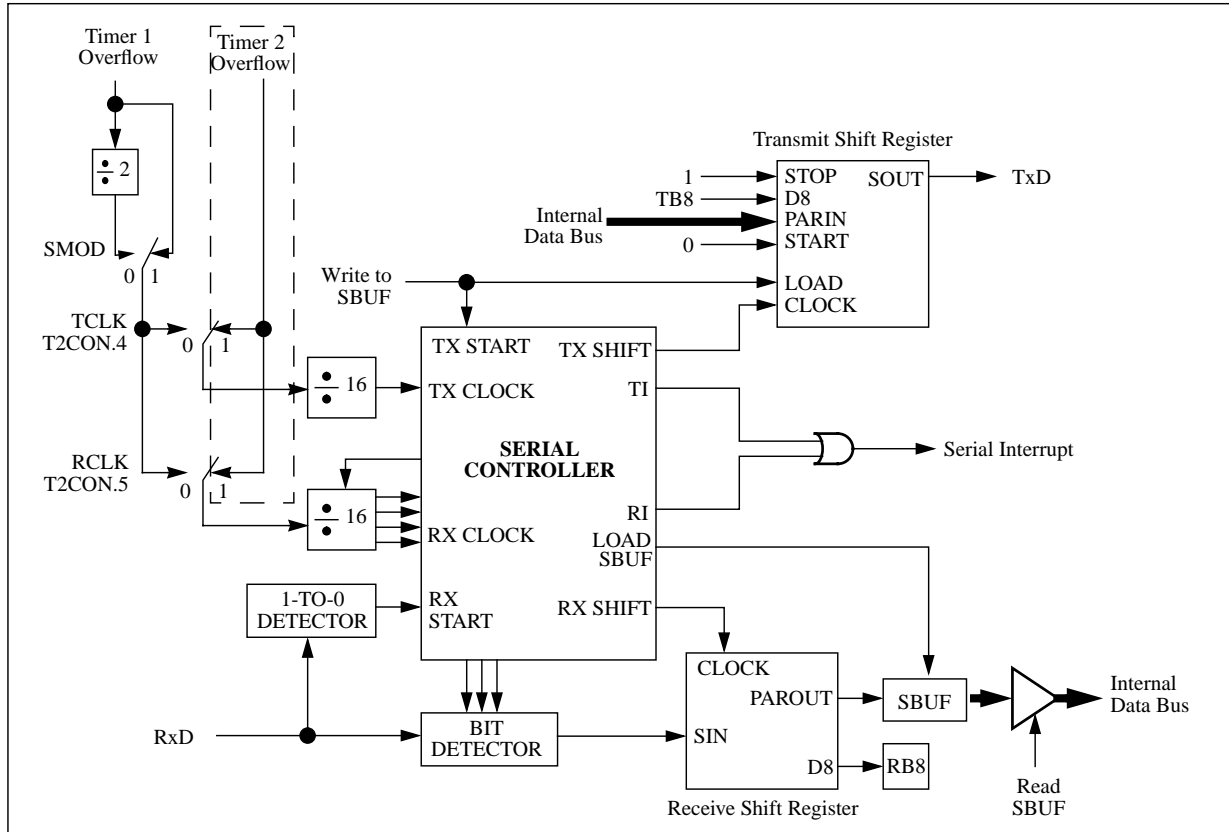 Timer 1
Overflow
Timer 2
Overflow
÷ 2
SMOD
0 1
TCLK
T2CON.4
0 1
RCLK
T2CON.5
0 1
÷ 16
÷ 16
Write to
SBUF
Transmit Shift Register
1
TB8
Internal
Data Bus
0
STOP
D8
PARIN
START
LOAD
CLOCK
SOUT
TxD
TX START
TX CLOCK
TX SHIFT
TI
SERIAL
CONTROLLER
RX CLOCK
RX
START
RI
LOAD
SBUF
RX SHIFT
Serial Interrupt
1-TO-0
DETECTOR
RxD
BIT
DETECTOR
CLOCK
PAROUT
SIN
D8
Receive Shift Register
SBUF
RB8
Internal
Data Bus
Read
SBUF